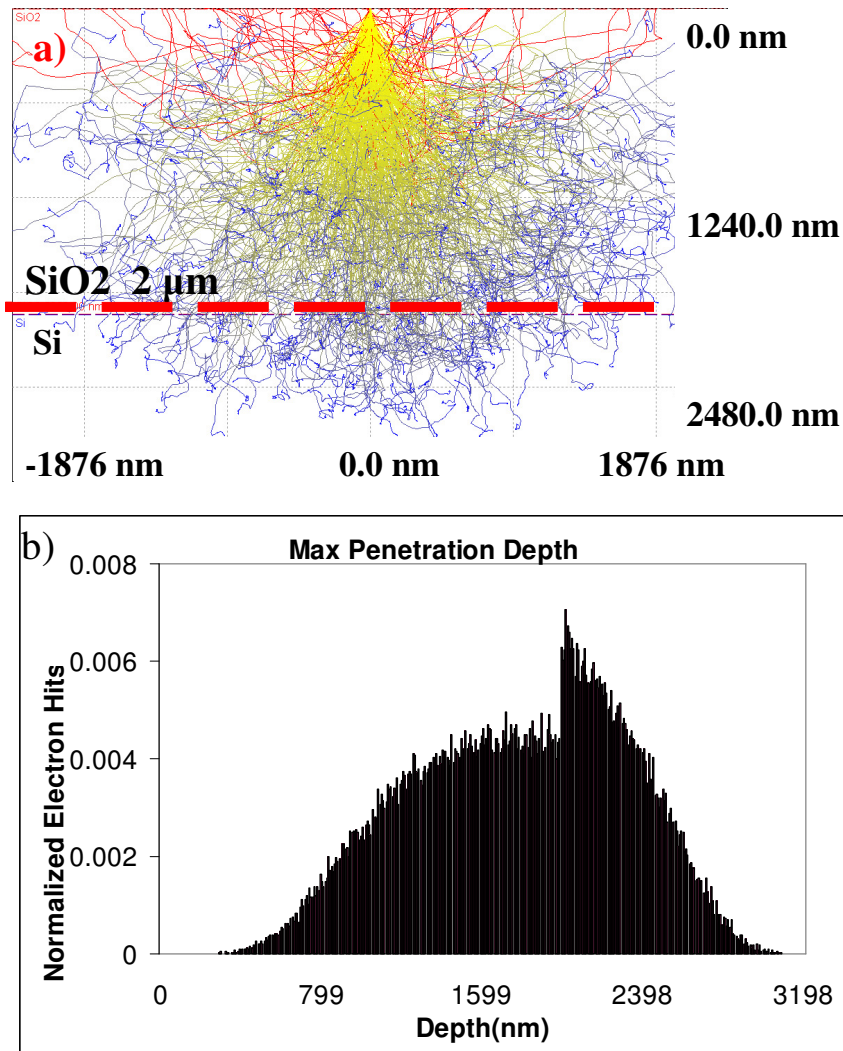 SiO2
a)
0.0 nm
1240.0 nm
SiO2 2 µm
Si
Si
2480.0 nm
-1876 nm 0.0 nm 1876 nm
b)
Max Penetration Depth
0.008
0.006
0.004
0.002
0
Normalized Electron Hits
0 799 1599 2398 3198
Depth(nm)